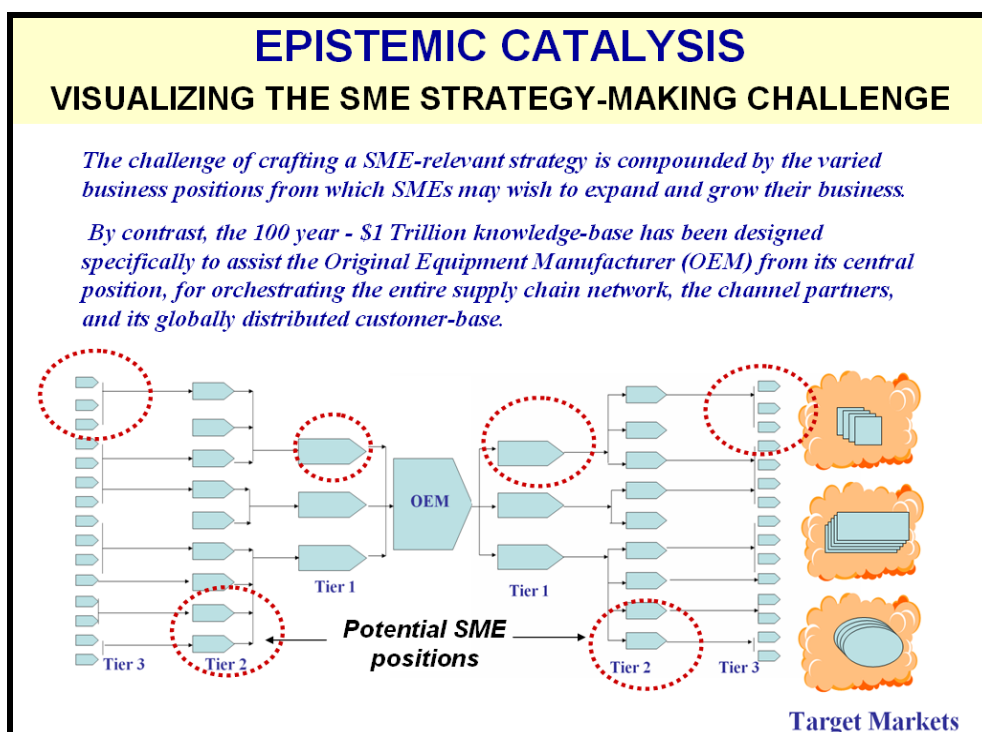 EPISTEMIC CATALYSIS
VISUALIZING THE SME STRATEGY-MAKING CHALLENGE
The challenge of crafting a SME-relevant strategy is compounded by the varied
business positions from which SMEs may wish to expand and grow their business.
By contrast, the 100 year - $1 Trillion knowledge-base has been designed
specifically to assist the Original Equipment Manufacturer (OEM) from its central
position, for orchestrating the entire supply chain network, the channel partners,
and its globally distributed customer-base.
OEM
Tier 1
Tier 1
Potential SME
positions
Tier 3
Tier 2
Tier 2
Tier 3
Target Markets